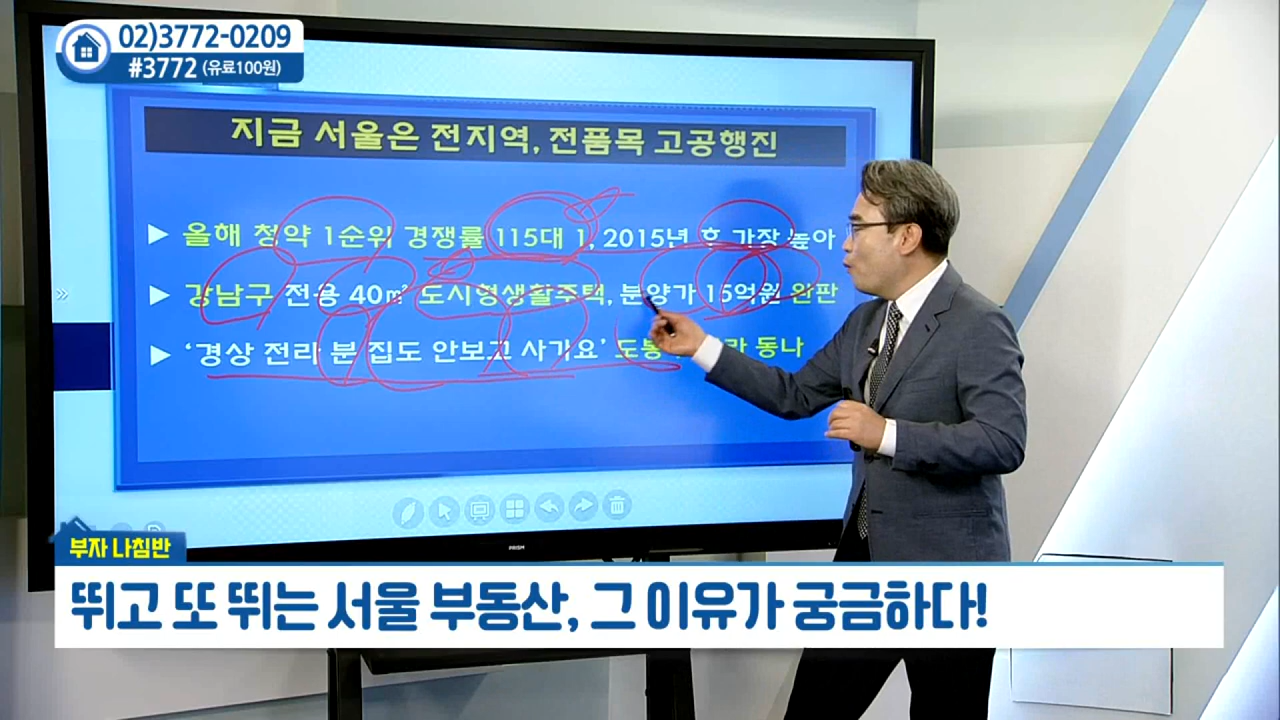 02)3772-0209
#3772 (유료100원)
지금 서울은 전지역, 전품목 고공행진
▶ 올해 청약 1순위 경쟁률 115대 1, 2015년 후 가장 높아
▶ 강남구 전용 40㎡ 도시형생활주택, 분양가 15억원 완판
▶ ‘경상 전라 분 집도 안보고 사가요’ 도봉 동나
PRISM
부자 나침반
뛰고 또 뛰는 서울 부동산, 그 이유가 궁금하다!